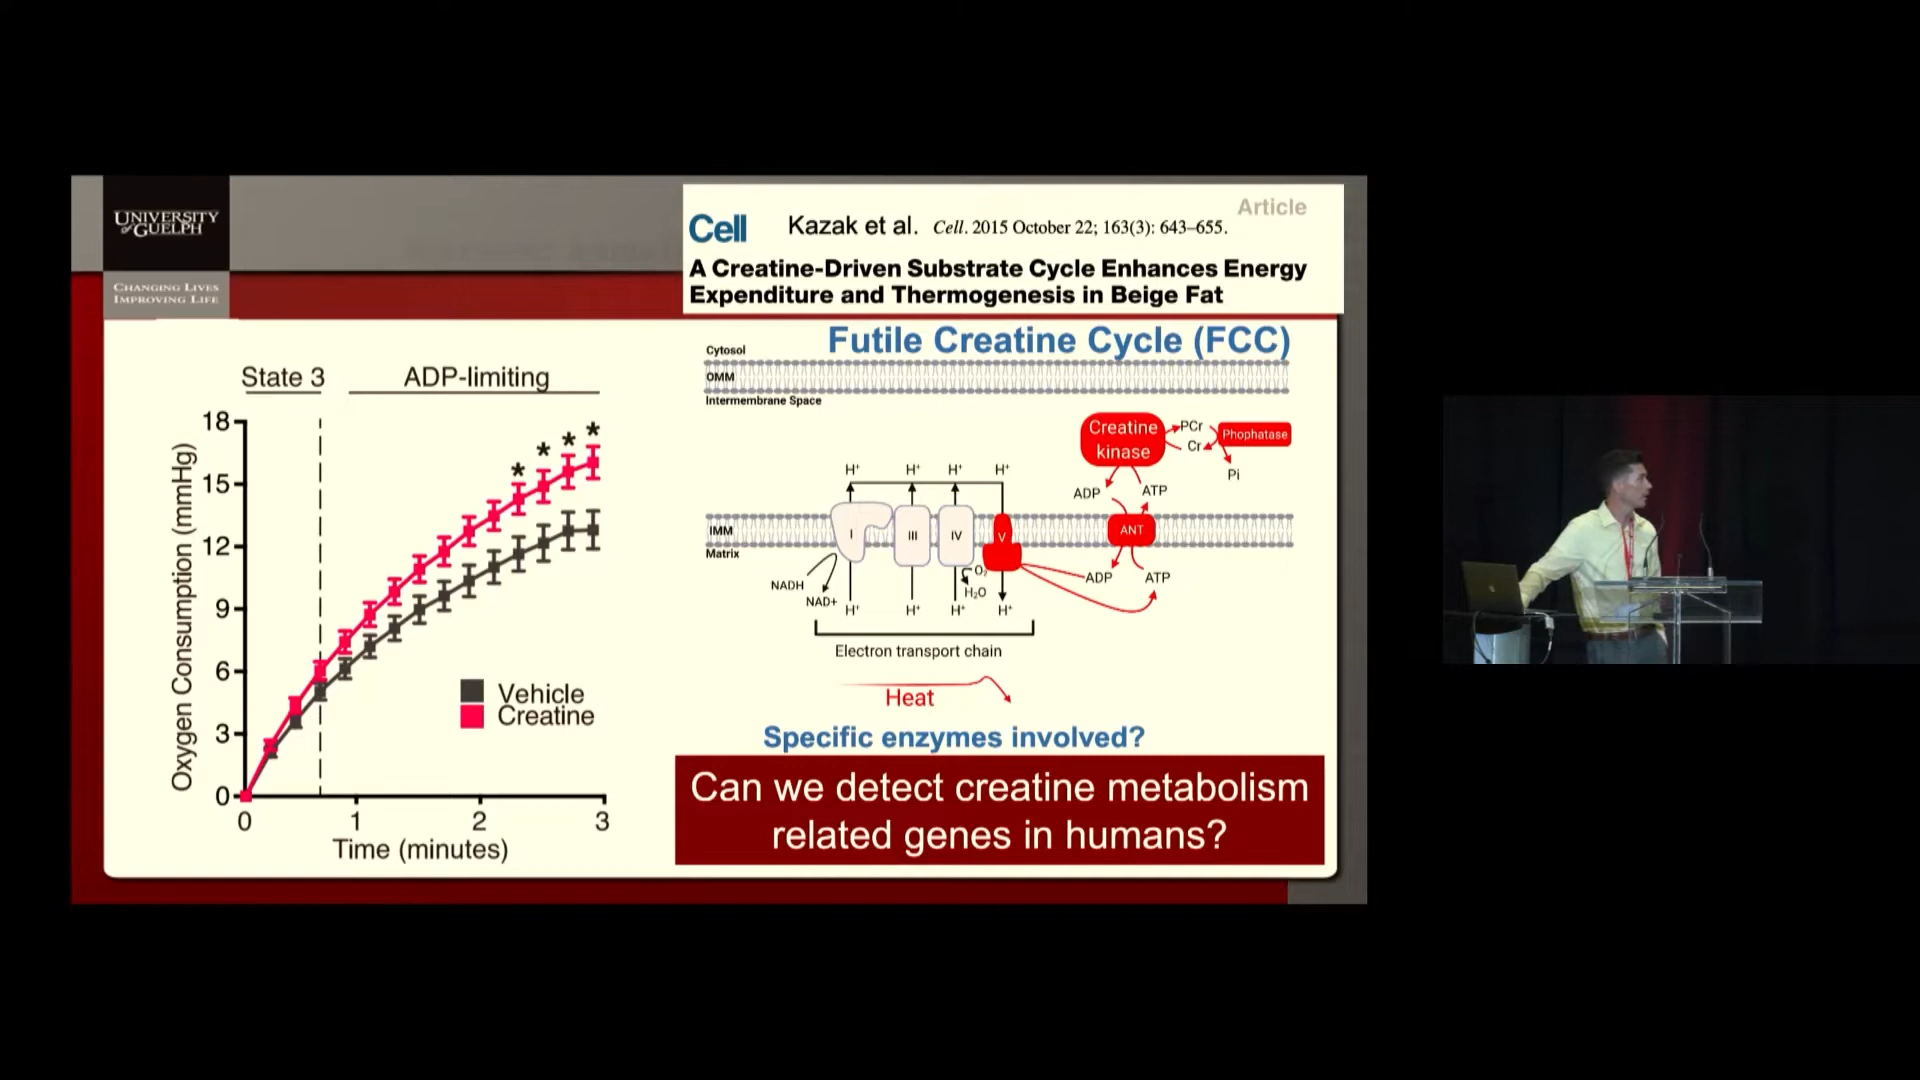 UNIVERSITY
of GUELPH
CHANGING LIVES
IMPROVING LIFE
Article
Cell Kazak et al. Cell. 2015 October 22; 163(3): 643–655.
A Creatine-Driven Substrate Cycle Enhances Energy
Expenditure and Thermogenesis in Beige Fat
State 3 ADP-limiting
18
15
12
9
6
3
0
* * * *
Oxygen Consumption (mmHg)
Vehicle
Creatine
0 1 2 3
Time (minutes)
Futile Creatine Cycle (FCC)
Cytosol
OMM
Intermembrane Space
Creatine
kinase
PCr
Cr
Phophatase
Pi
ADP ATP
H+ H+ H+ H+
IMM
I III IV V ANT
Matrix
NADH
NAD+
O2
H2O
ADP ATP
H+ H+ H+ H+
Electron transport chain
Heat
Specific enzymes involved?
Can we detect creatine metabolism
related genes in humans?